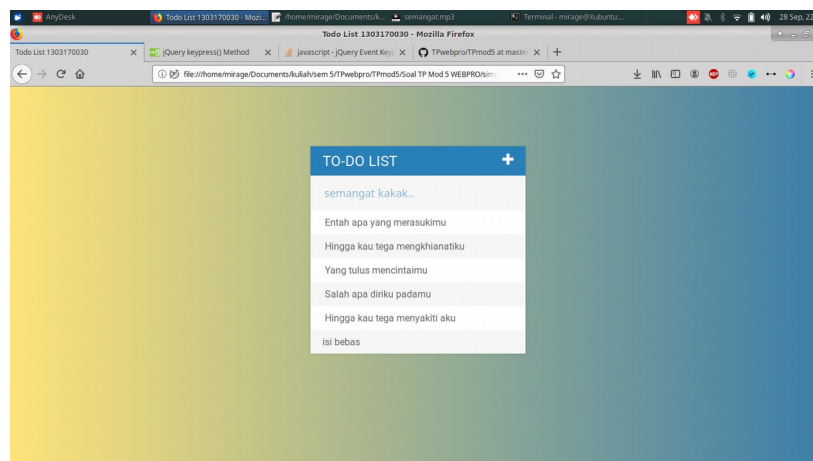 AnyDesk
Todo List 1303170030 - Mozi...
/home/mirage/Documents/k...
semangat.mp3
Terminal - mirage@Xubuntu:...
28 Sep, 22
Todo List 1303170030 - Mozilla Firefox
Todo List 1303170030
jQuery keypress() Method
javascript - jQuery Event Key
TPwebpro/TPmod5 at master
file:///home/mirage/Documents/kuliah/sem 5/TPwebpro/TPmod5/Soal TP Mod 5 WEBPRO/sim
TO-DO LIST
semangat kakak..
Entah apa yang merasukimu
Hingga kau tega mengkhianatiku
Yang tulus mencintaimu
Salah apa diriku padamu
Hingga kau tega menyakiti aku
isi bebas